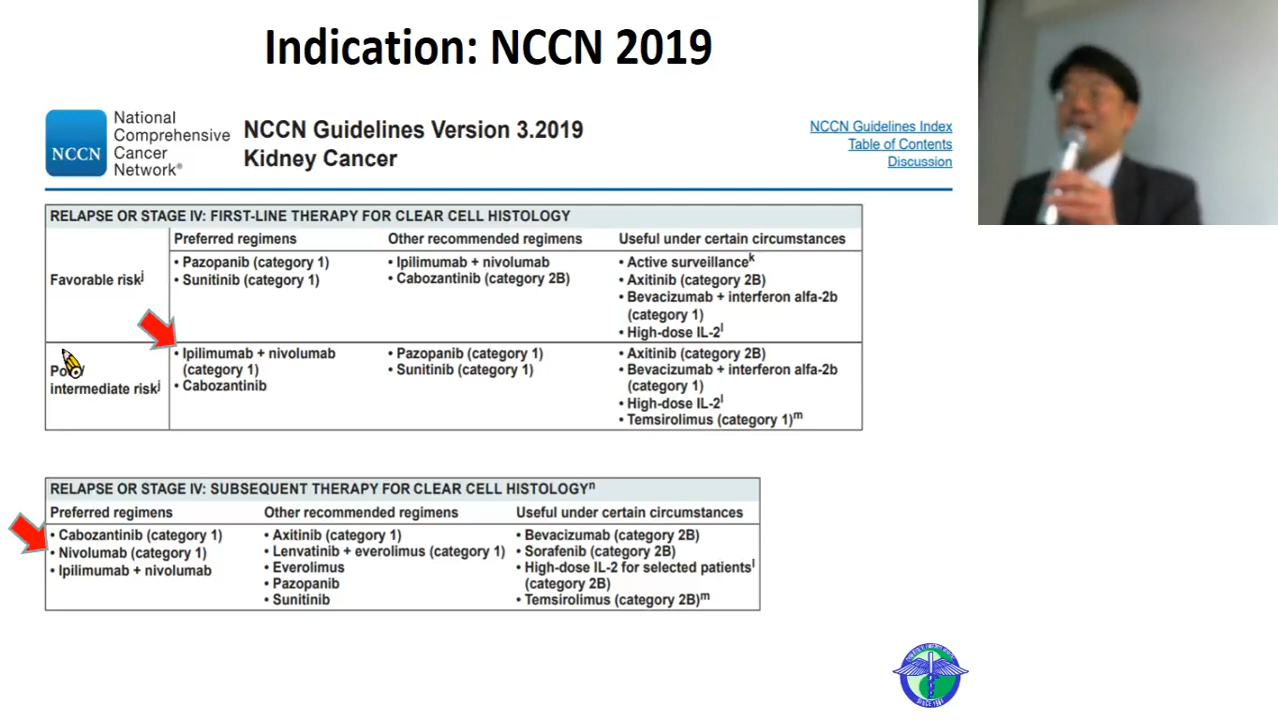 Indication: NCCN 2019
NCCN
National
Comprehensive
Cancer
Network®
NCCN Guidelines Version 3.2019
Kidney Cancer
NCCN Guidelines Index
Table of Contents
Discussion
RELAPSE OR STAGE IV: FIRST-LINE THERAPY FOR CLEAR CELL HISTOLOGY
Preferred regimens
Other recommended regimens
Useful under certain circumstances
Favorable riskj
• Pazopanib (category 1)
• Sunitinib (category 1)
• Ipilimumab + nivolumab
• Cabozantinib (category 2B)
• Active surveillancek
• Axitinib (category 2B)
• Bevacizumab + interferon alfa-2b
(category 1)
• High-dose IL-2l
intermediate riskj
• Ipilimumab + nivolumab
(category 1)
• Cabozantinib
• Pazopanib (category 1)
• Sunitinib (category 1)
• Axitinib (category 2B)
• Bevacizumab + interferon alfa-2b
(category 1)
• High-dose IL-2l
• Temsirolimus (category 1)m
RELAPSE OR STAGE IV: SUBSEQUENT THERAPY FOR CLEAR CELL HISTOLOGYn
Preferred regimens
Other recommended regimens
Useful under certain circumstances
• Cabozantinib (category 1)
• Nivolumab (category 1)
• Ipilimumab + nivolumab
• Axitinib (category 1)
• Lenvatinib + everolimus (category 1)
• Everolimus
• Pazopanib
• Sunitinib
• Bevacizumab (category 2B)
• Sorafenib (category 2B)
• High-dose IL-2 for selected patientsl
(category 2B)
• Temsirolimus (category 2B)m